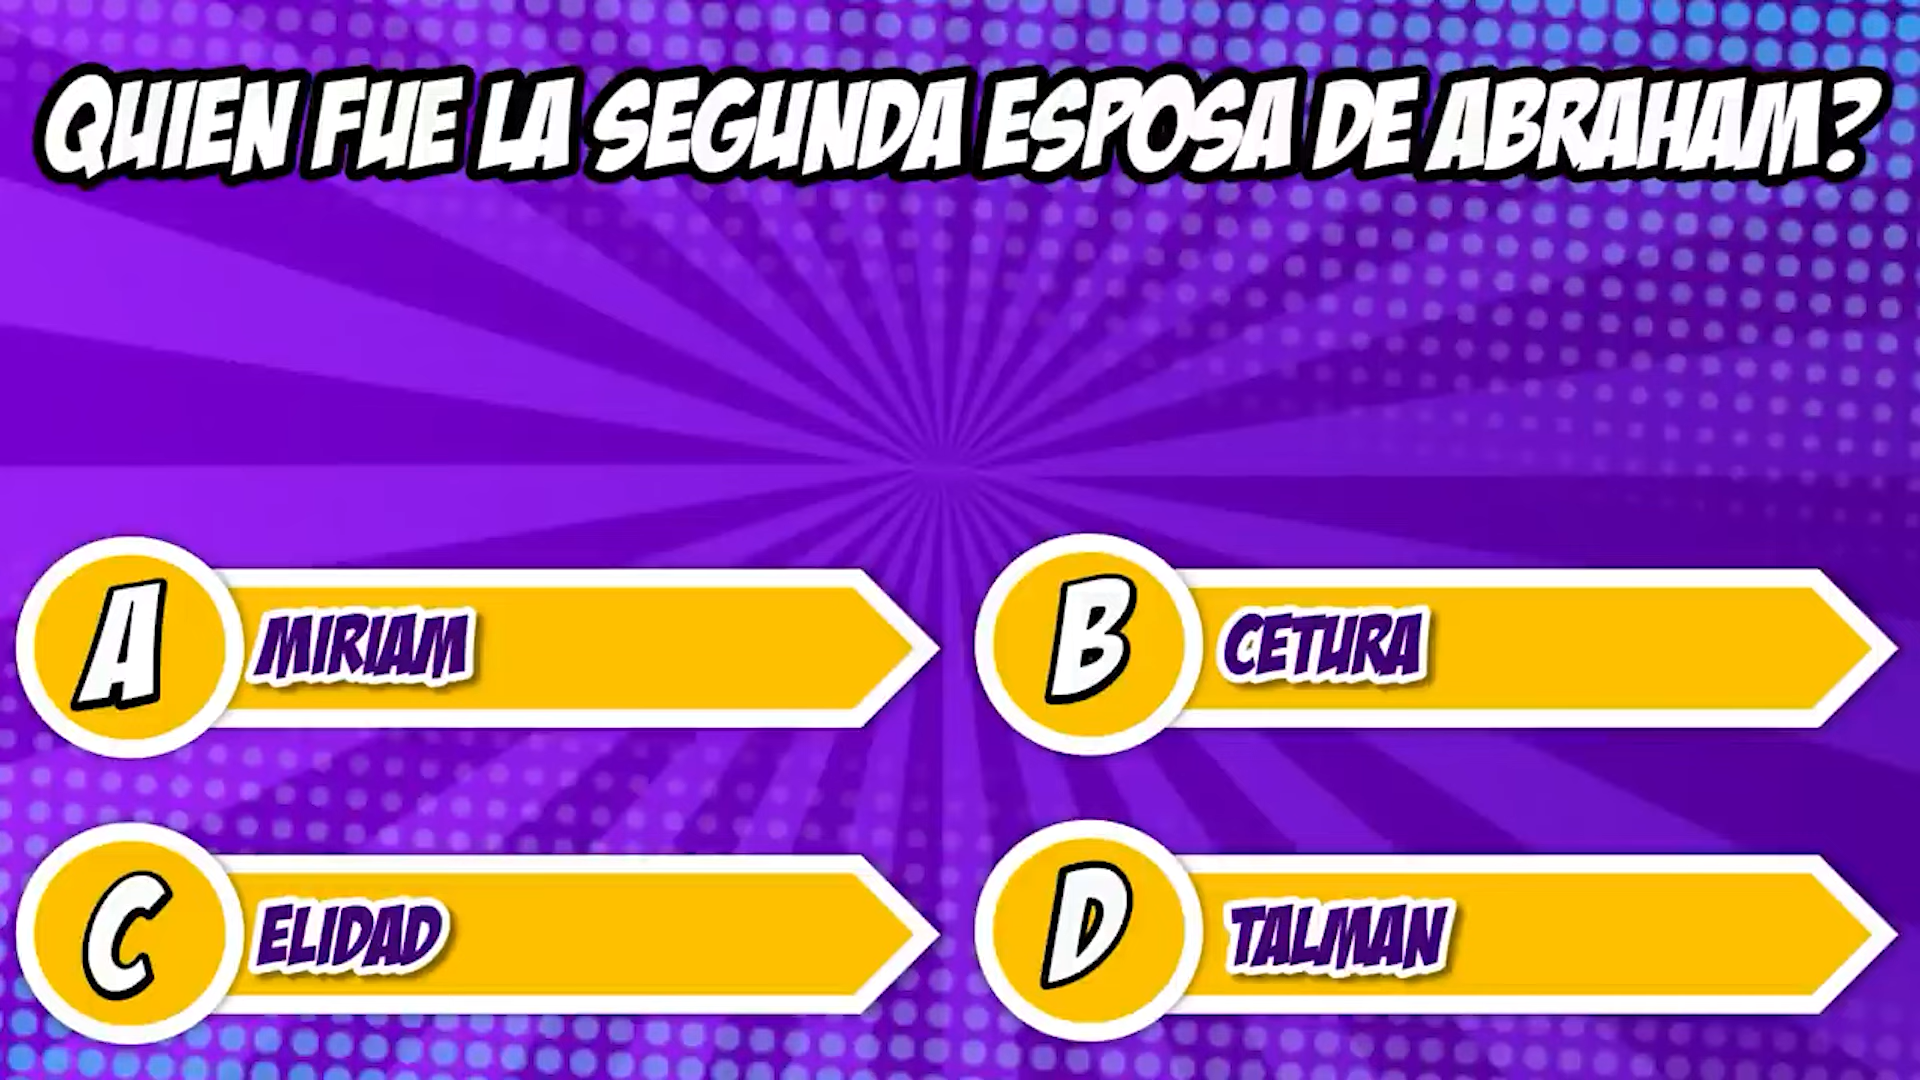 QUIEN FUE LA SEGUNDA ESPOSA DE ABRAHAM?
A MIRIAM
B CETURA
C ELIDAD
D TALMAN